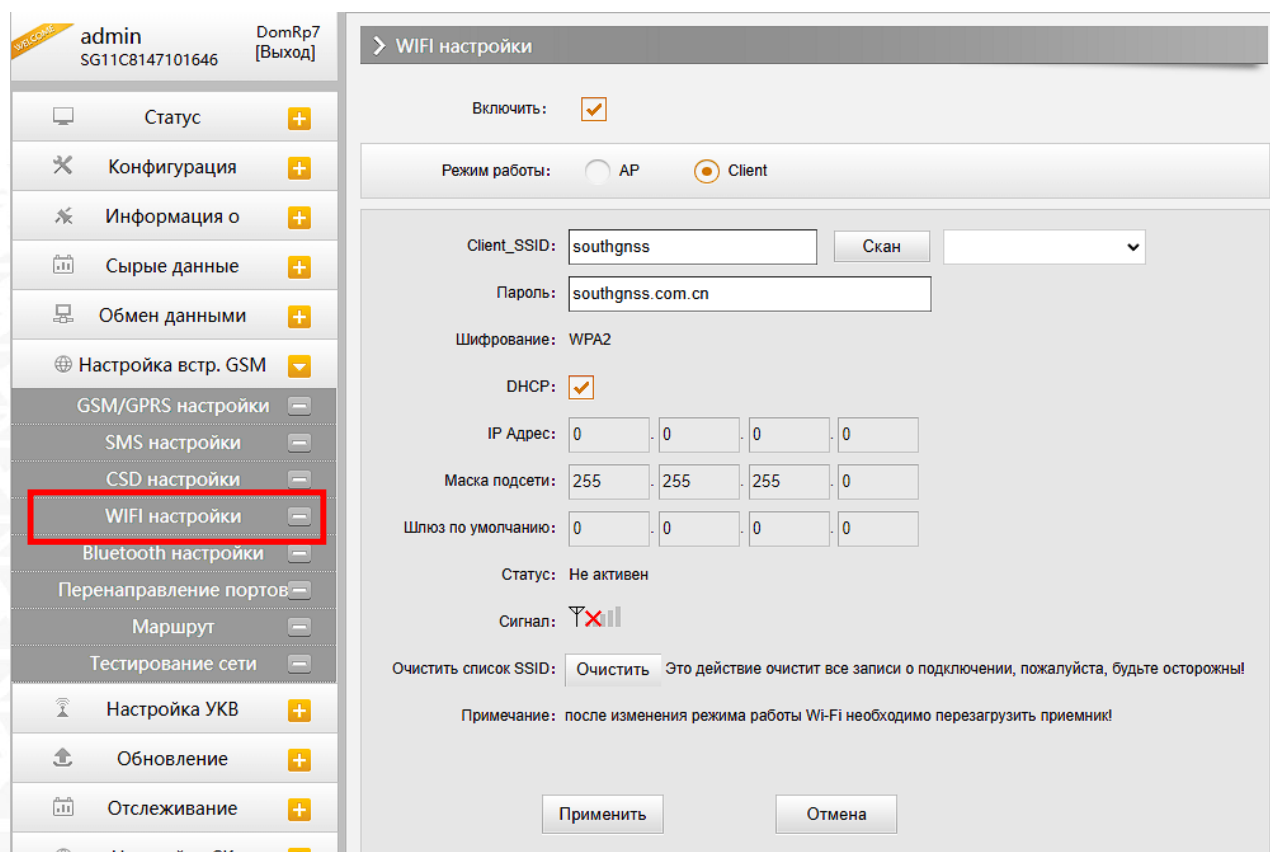 WELCOME
admin
DomRp7
SG11C8147101646
[Выход]
Статус
Конфигурация
Информация о
Сырые данные
Обмен данными
Настройка встр. GSM
GSM/GPRS настройки
SMS настройки
CSD настройки
WIFI настройки
Bluetooth настройки
Перенаправление портов
Маршрут
Тестирование сети
Настройка УКВ
Обновление
Отслеживание
WIFI настройки
Включить:
Режим работы: AP Client
Client_SSID: southgnss Скан
Пароль: southgnss.com.cn
Шифрование: WPA2
DHCP:
IP Адрес: 0 . 0 . 0 . 0
Маска подсети: 255 . 255 . 255 . 0
Шлюз по умолчанию: 0 . 0 . 0 . 0
Статус: Не активен
Сигнал:
Очистить список SSID: Очистить Это действие очистит все записи о подключении, пожалуйста, будьте осторожны!
Примечание: после изменения режима работы Wi-Fi необходимо перезагрузить приемник!
Применить Отмена